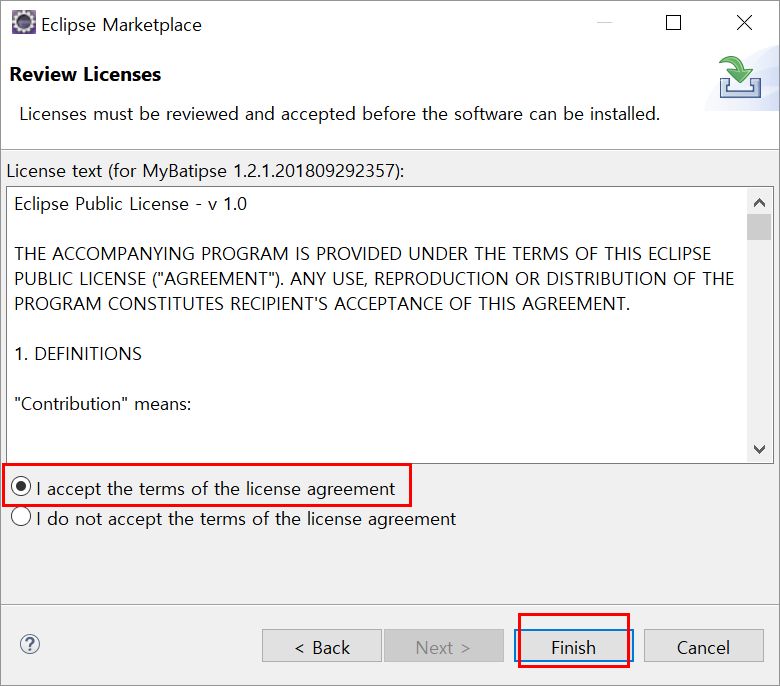 Eclipse Marketplace
Review Licenses
Licenses must be reviewed and accepted before the software can be installed.
License text (for MyBatipse 1.2.1.201809292357):
Eclipse Public License - v 1.0
THE ACCOMPANYING PROGRAM IS PROVIDED UNDER THE TERMS OF THIS ECLIPSE
PUBLIC LICENSE ("AGREEMENT"). ANY USE, REPRODUCTION OR DISTRIBUTION OF THE
PROGRAM CONSTITUTES RECIPIENT'S ACCEPTANCE OF THIS AGREEMENT.
1. DEFINITIONS
"Contribution" means:
I accept the terms of the license agreement
I do not accept the terms of the license agreement
? < Back Next > Finish Cancel